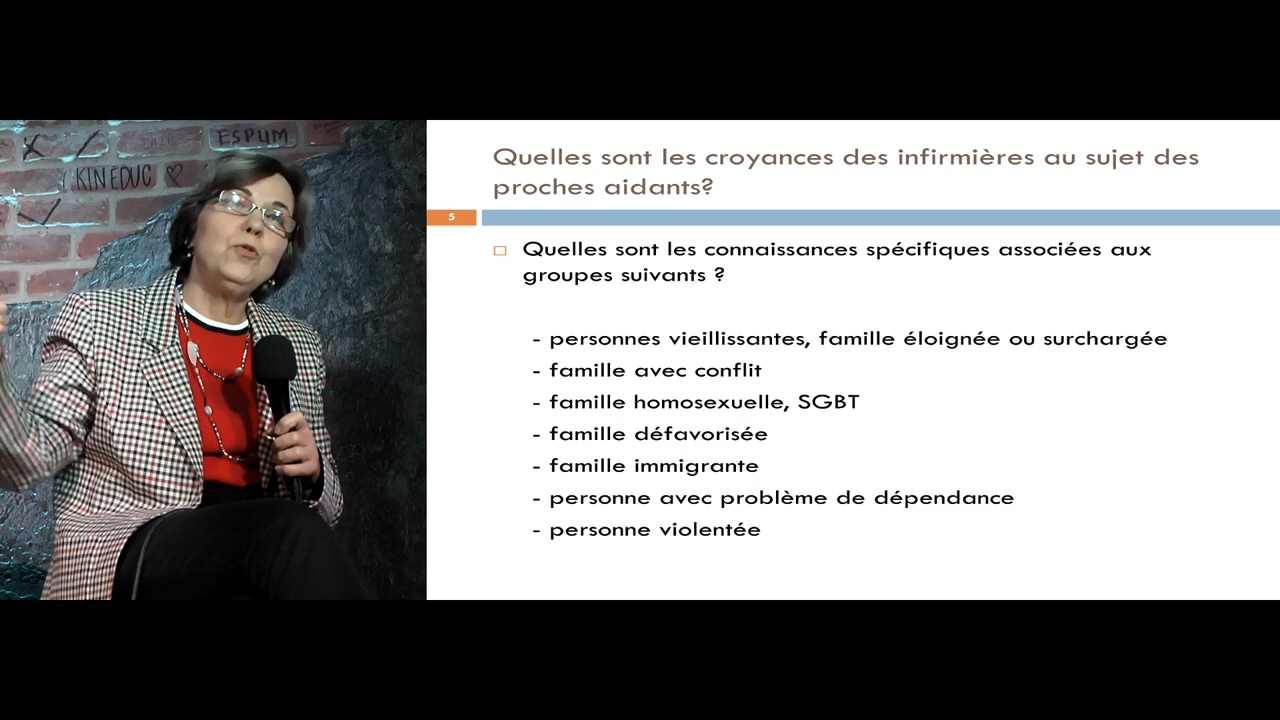 ESPUM
KIN EDUC
Quelles sont les croyances des infirmières au sujet des
proches aidants?
5
Quelles sont les connaissances spécifiques associées aux
groupes suivants ?
- personnes vieillissantes, famille éloignée ou surchargée
- famille avec conflit
- famille homosexuelle, SGBT
- famille défavorisée
- famille immigrante
- personne avec problème de dépendance
- personne violentée